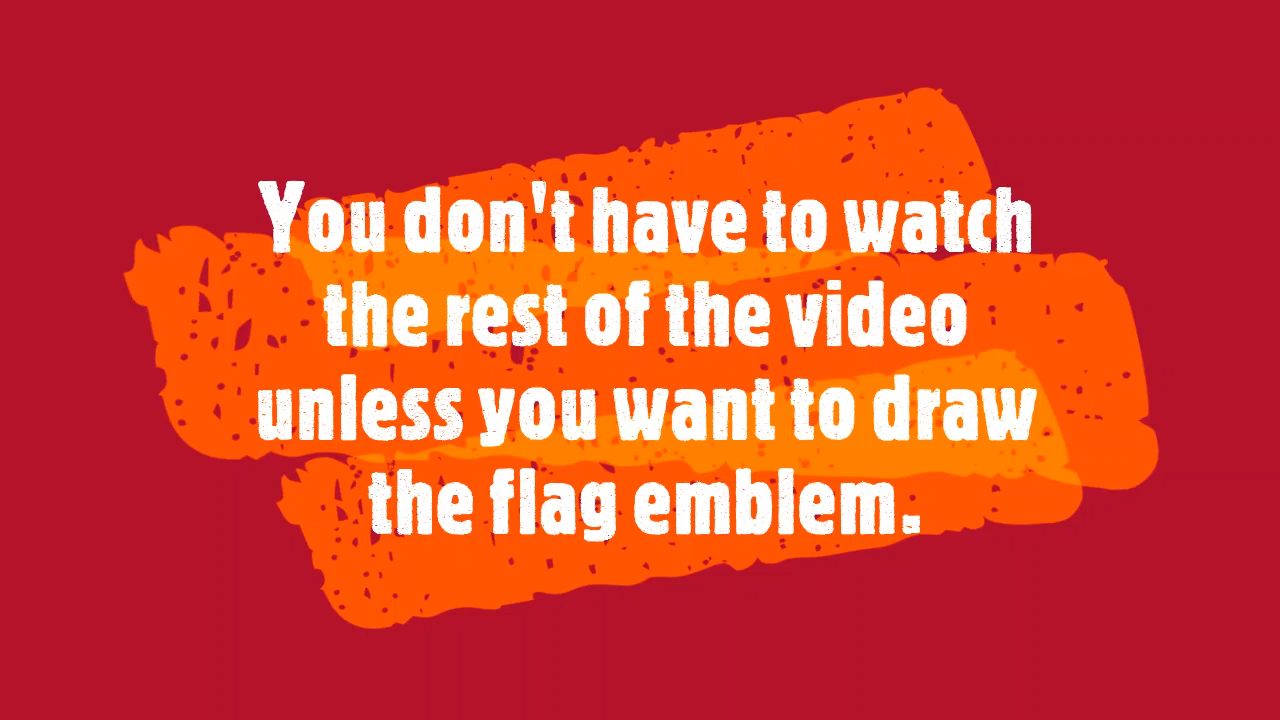 You don't have to watch
the rest of the video
unless you want to draw
the flag emblem.